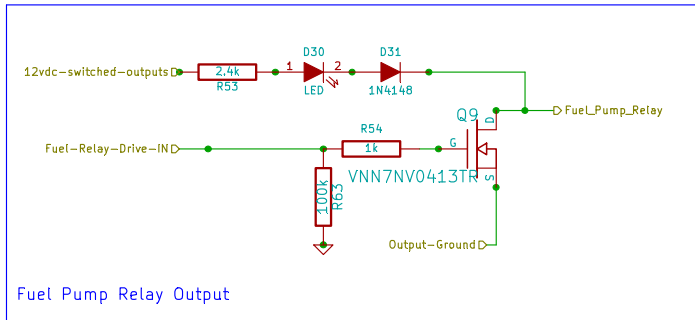 D30
D31
12vdc-switched-outputs
2.4k
1
2
R53
LED
1N4148
Q9
D
Fuel_Pump_Relay
R54
Fuel-Relay-Drive-IN
1k
G
VNN7NV0413TR
S
100k
R63
Output-Ground
Fuel Pump Relay Output